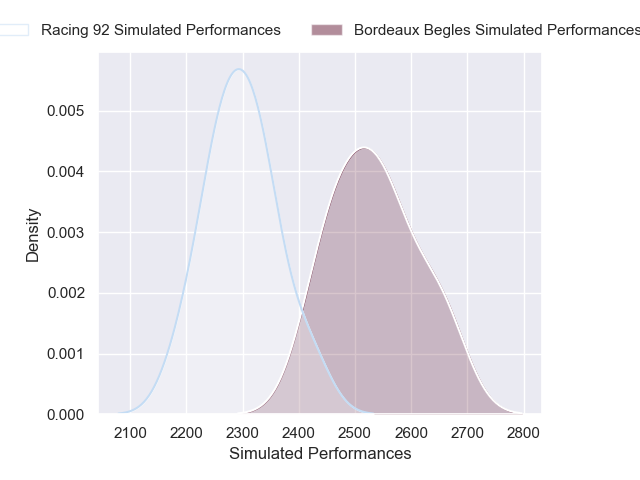 Racing 92 Simulated Performances
Bordeaux Begles Simulated Performances
0.005
0.004
0.003
0.002
0.001
0.000
Density
2100 2200 2300 2400 2500 2600 2700 2800
Simulated Performances